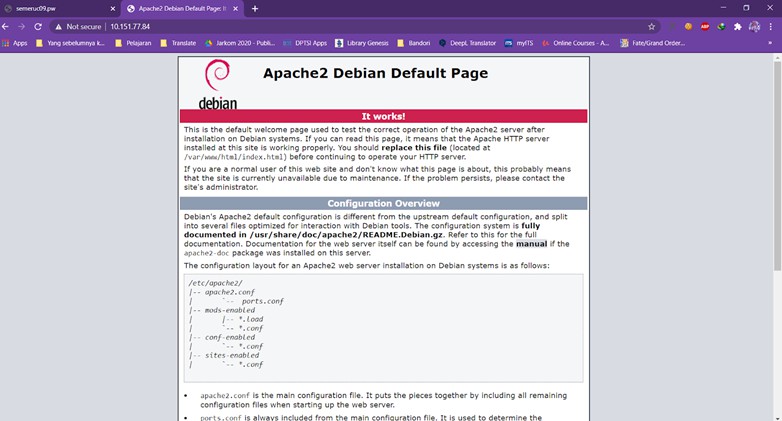 semeruc09.pw
Apache2 Debian Default Page: It
Not secure | 10.151.77.84
Apps Yang sebelumnya k... Pelajaran Translate Jarkom 2020 - Publi... DPTSI Apps Library Genesis Bandori DeepL Translator myITS Online Courses - A... Fate/Grand Order...
debian
Apache2 Debian Default Page
It works!
This is the default welcome page used to test the correct operation of the Apache2 server after
installation on Debian systems. If you can read this page, it means that the Apache HTTP server
installed at this site is working properly. You should replace this file (located at
/var/www/html/index.html) before continuing to operate your HTTP server.
If you are a normal user of this web site and don't know what this page is about, this probably means
that the site is currently unavailable due to maintenance. If the problem persists, please contact the
site's administrator.
Configuration Overview
Debian's Apache2 default configuration is different from the upstream default configuration, and split
into several files optimized for interaction with Debian tools. The configuration system is fully
documented in /usr/share/doc/apache2/README.Debian.gz. Refer to this for the full
documentation. Documentation for the web server itself can be found by accessing the manual if the
apache2-doc package was installed on this server.
The configuration layout for an Apache2 web server installation on Debian systems is as follows:
/etc/apache2/
|-- apache2.conf
| `-- ports.conf
|-- mods-enabled
| |-- *.load
| `-- *.conf
|-- conf-enabled
| `-- *.conf
|-- sites-enabled
| `-- *.conf
• apache2.conf is the main configuration file. It puts the pieces together by including all remaining
configuration files when starting up the web server.
• ports.conf is always included from the main configuration file. It is used to determine the